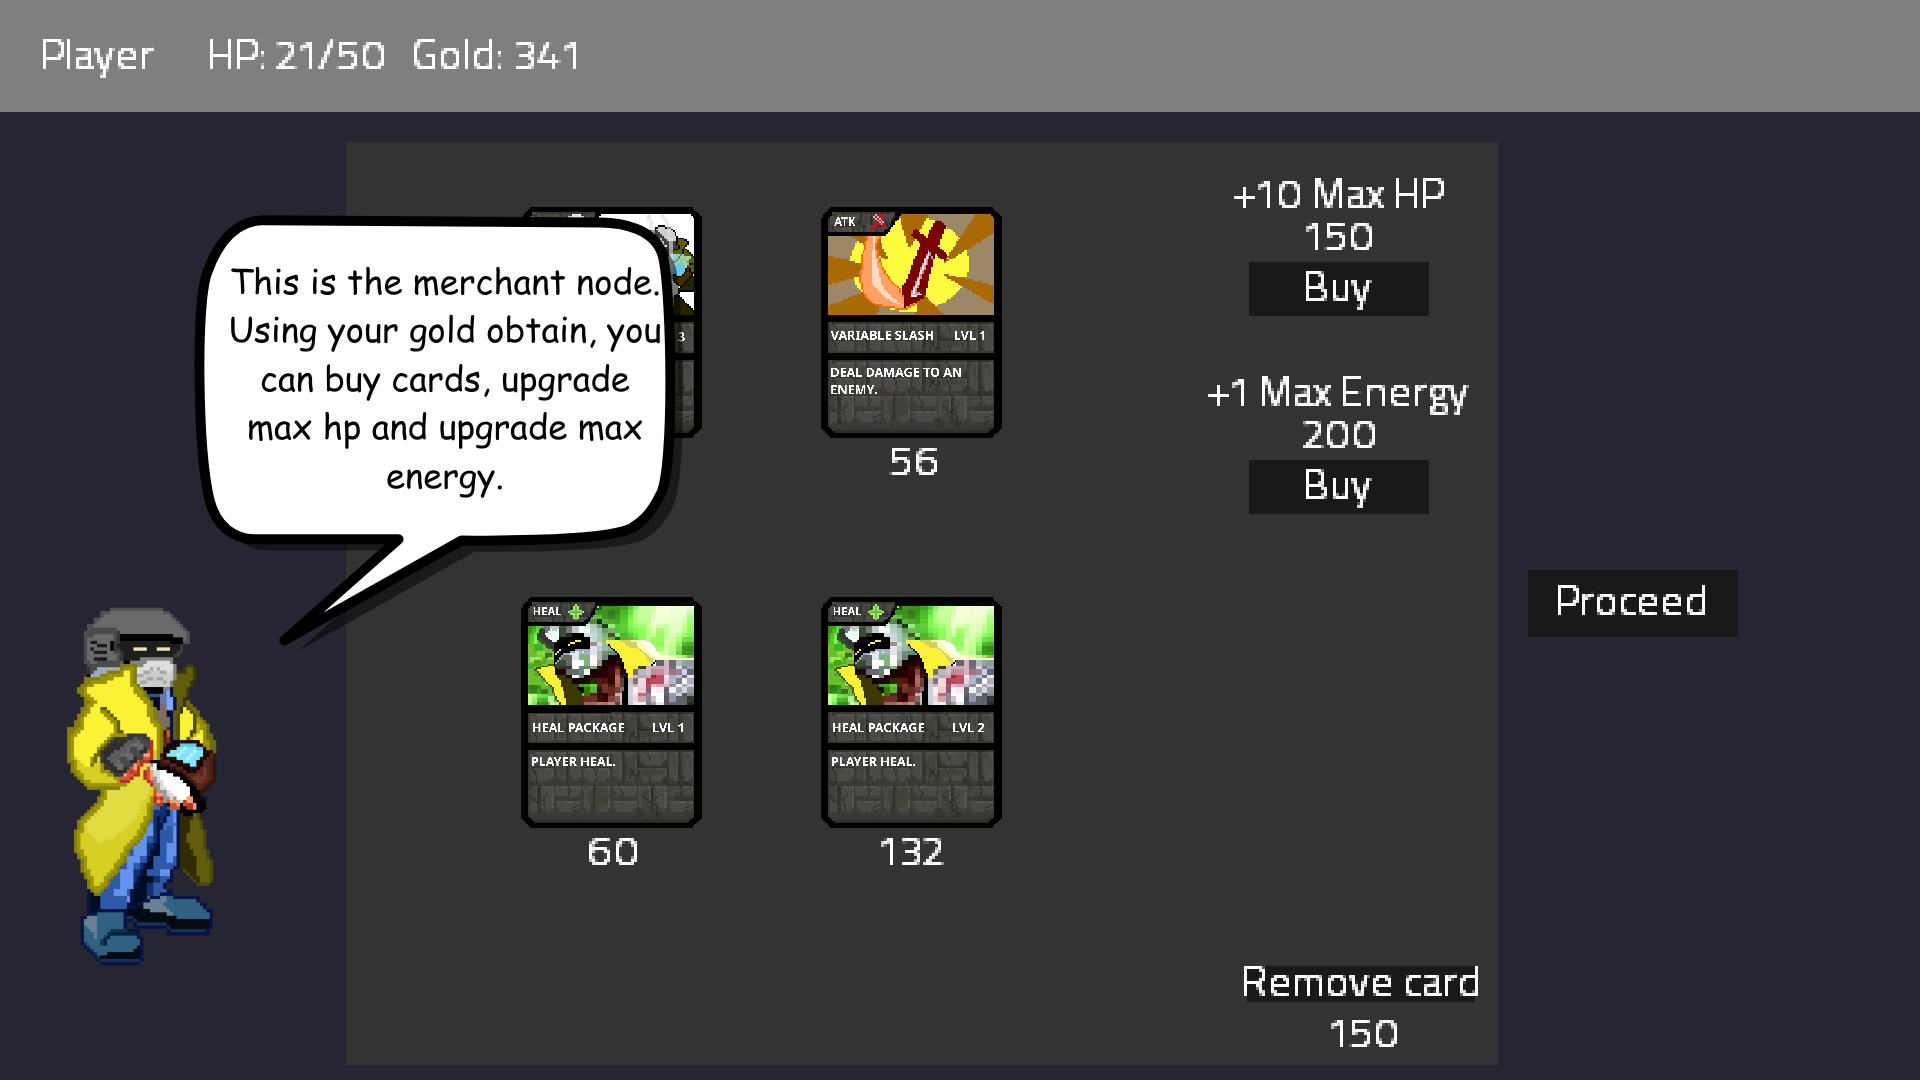 Player HP: 21/50 Gold: 341
This is the merchant node.
Using your gold obtain, you
can buy cards, upgrade
max hp and upgrade max
energy.
3
ATK
VARIABLE SLASH LVL 1
DEAL DAMAGE TO AN
ENEMY.
56
+10 Max HP
150
Buy
+1 Max Energy
200
Buy
HEAL
HEAL PACKAGE LVL 1
PLAYER HEAL.
60
HEAL
HEAL PACKAGE LVL 2
PLAYER HEAL.
132
Proceed
Remove card
150